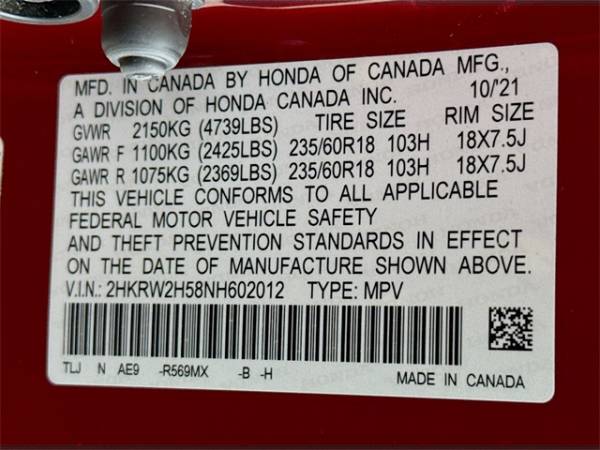 MFD. IN CANADA BY HONDA OF CANADA MFG.,
A DIVISION OF HONDA CANADA INC. 10/'21
GVWR 2150KG (4739LBS) TIRE SIZE RIM SIZE
GAWR F 1100KG (2425LBS) 235/60R18 103H 18X7.5J
GAWR R 1075KG (2369LBS) 235/60R18 103H 18X7.5J
THIS VEHICLE CONFORMS TO ALL APPLICABLE
FEDERAL MOTOR VEHICLE SAFETY
AND THEFT PREVENTION STANDARDS IN EFFECT
ON THE DATE OF MANUFACTURE SHOWN ABOVE.
V.I.N.: 2HKRW2H58NH602012 TYPE: MPV
TLJ N AE9 -R569MX -B -H MADE IN CANADA